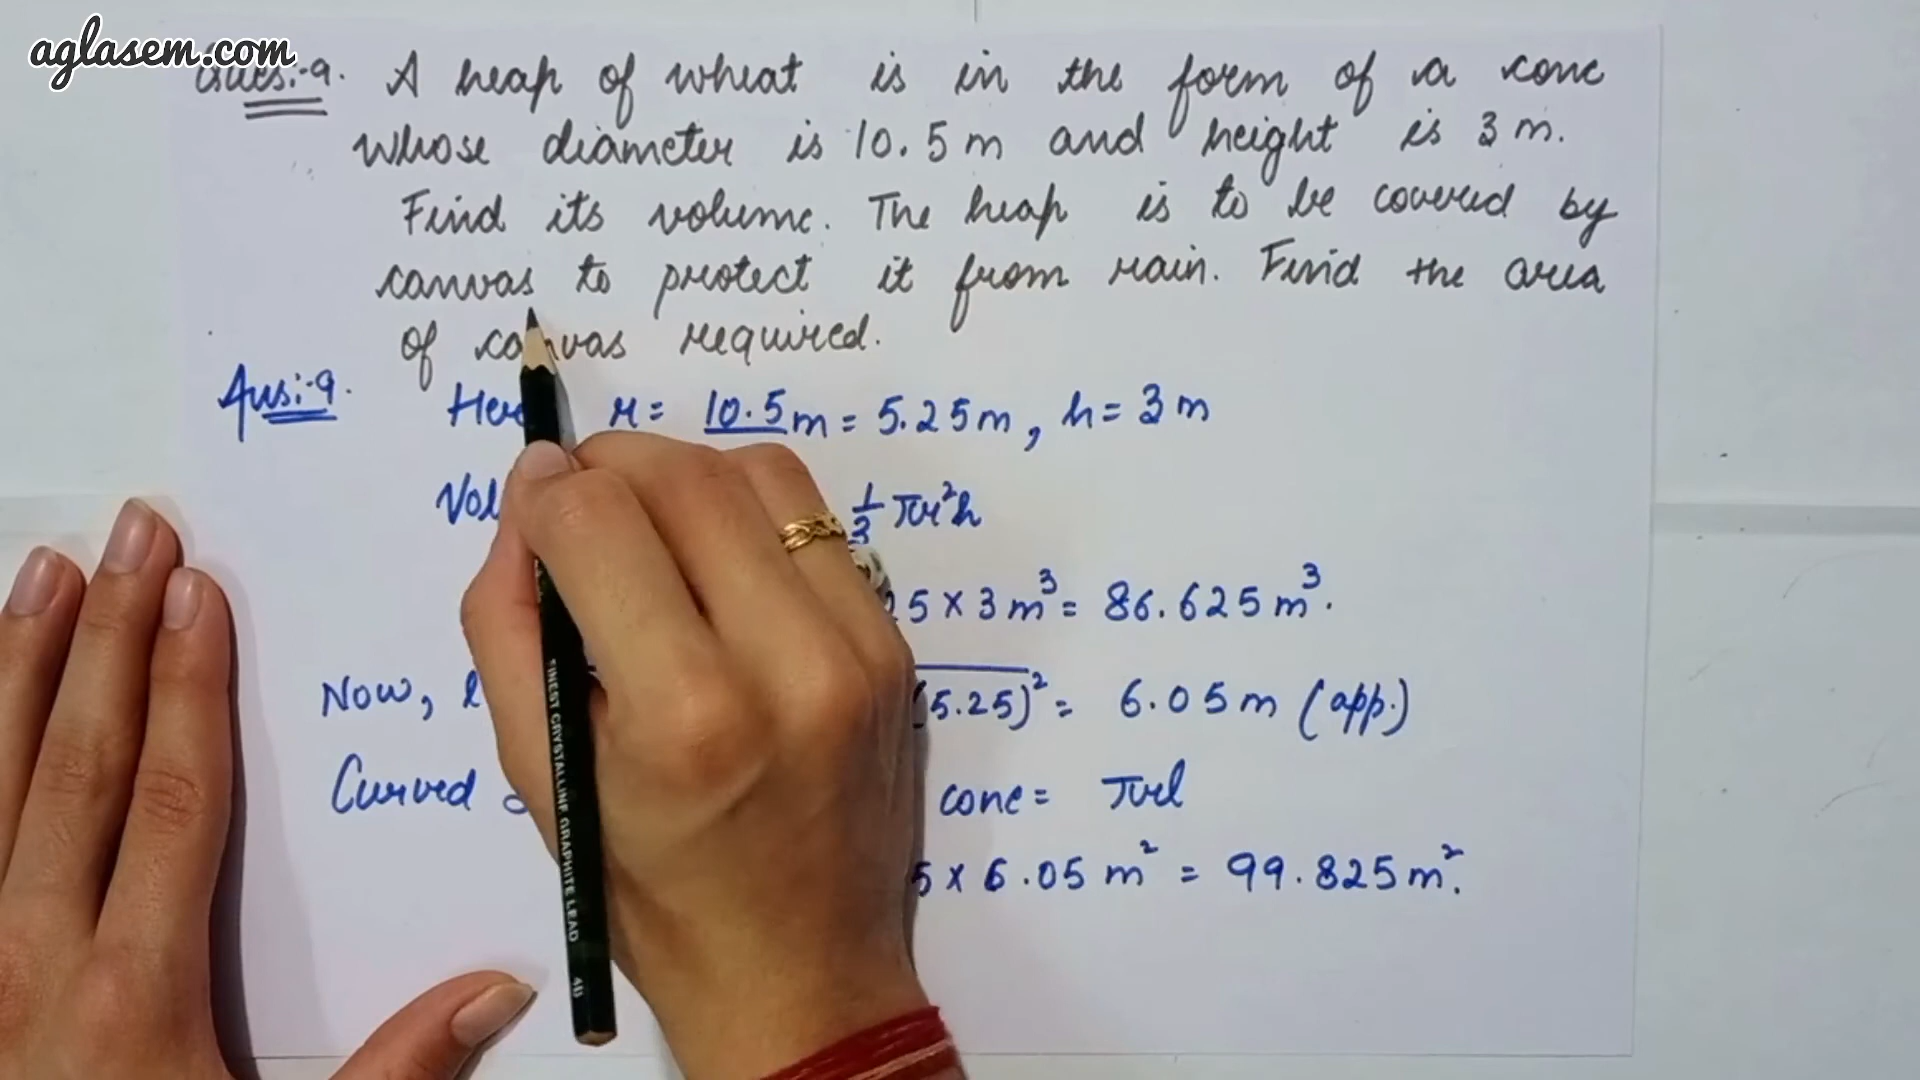 aglasem.com
Ques:-9. A heap of wheat is in the form of a cone
whose diameter is 10.5 m and height is 3 m.
Find its volume. The heap is to be covered by
canvas to protect it from rain. Find the area
of canvas required.
Ans:-9. r = 10.5 m = 5.25 m, h = 3 m
1/3 πr²h
5 × 3 m³ = 86.625 m³.
Now, l (5.25)² = 6.05 m (app.)
Curved cone = πrl
5 × 6.05 m² = 99.825 m².
FINEST CRYSTALLINE GRAPHITE LEAD 4B